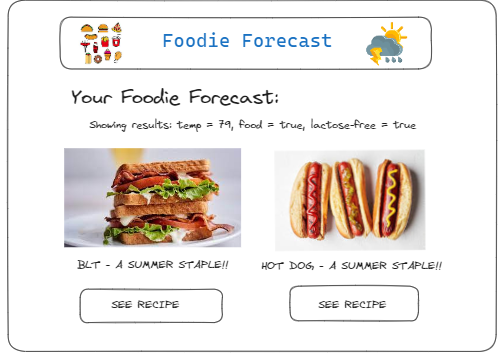 Foodie Forecast
Your Foodie Forecast:
Showing results: temp = 79, food = true, lactose-free = true
BLT - A SUMMER STAPLE!!
HOT DOG - A SUMMER STAPLE!!
SEE RECIPE
SEE RECIPE